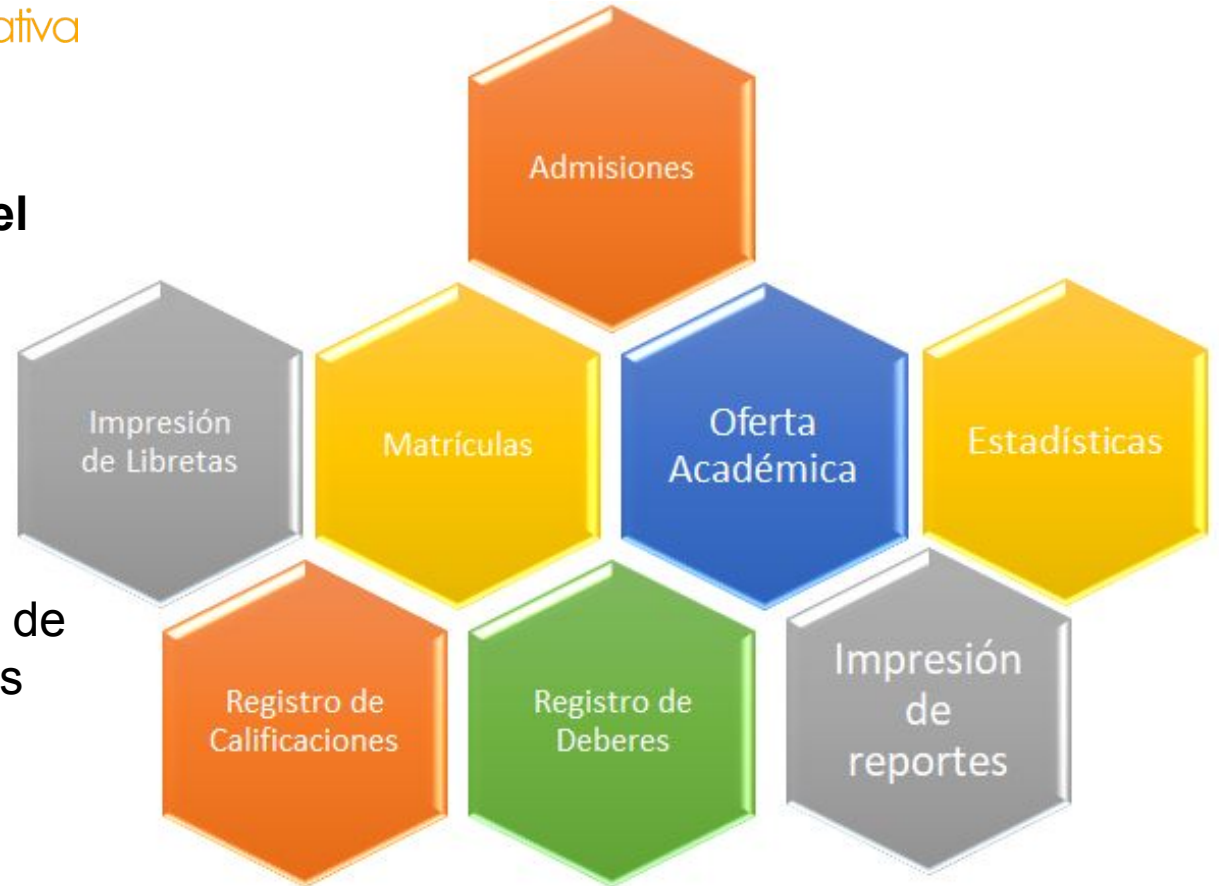 ativa
Admisiones
el
Impresión
de Libretas
Matrículas
Oferta
Académica
Estadísticas
de
s
Registro de
Calificaciones
Registro de
Deberes
Impresión
de
reportes